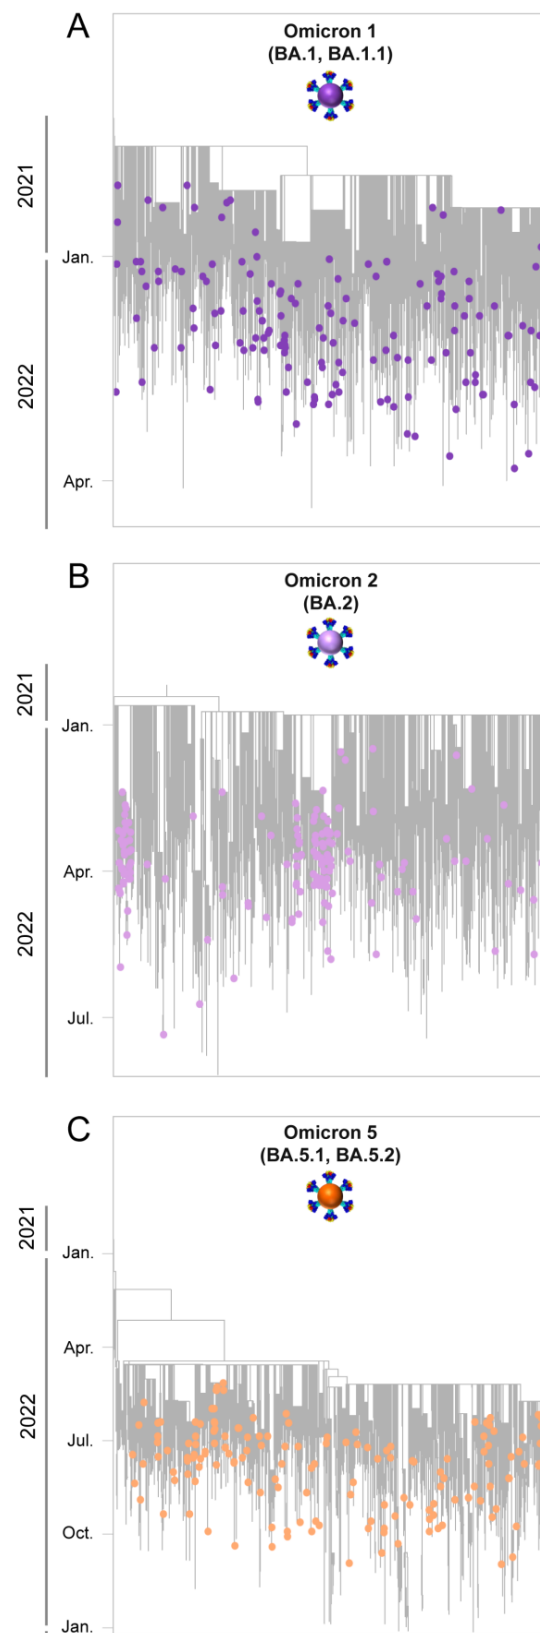 A
Omicron 1
(BA.1, BA.1.1)
2021
Jan.
2022
Apr.
B
Omicron 2
(BA.2)
2021
Jan.
Apr.
2022
Jul.
C
Omicron 5
(BA.5.1, BA.5.2)
2021
Jan.
Apr.
2022
Jul.
Oct.
Jan.